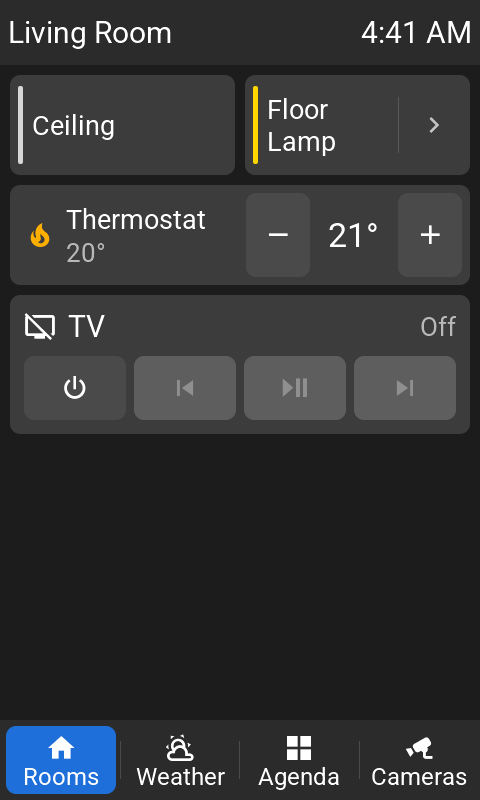 Living Room 4:41 AM
Ceiling
Floor
Lamp
Thermostat
20°
− 21° +
TV Off
Rooms Weather Agenda Cameras